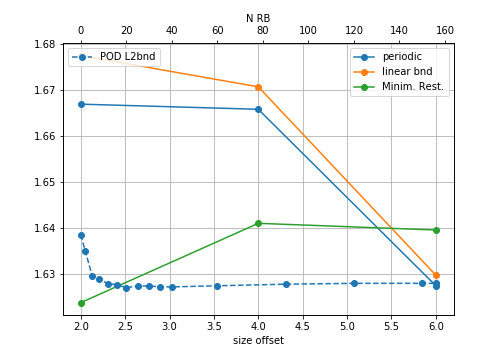 N RB
0 20 40 60 80 100 120 140 160
1.68
1.67
1.66
1.65
1.64
1.63
POD L2bnd
periodic
linear bnd
Minim. Rest.
2.0 2.5 3.0 3.5 4.0 4.5 5.0 5.5 6.0
size offset